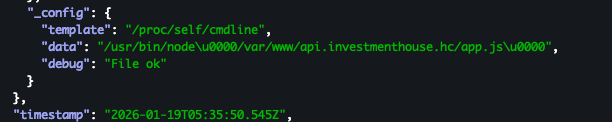 "_config": {
"template": "/proc/self/cmdline",
"data": "/usr/bin/node\u0000/var/www/api.investmenthouse.hc/app.js\u0000",
"debug": "File ok"
}
},
"timestamp": "2026-01-19T05:35:50.545Z",